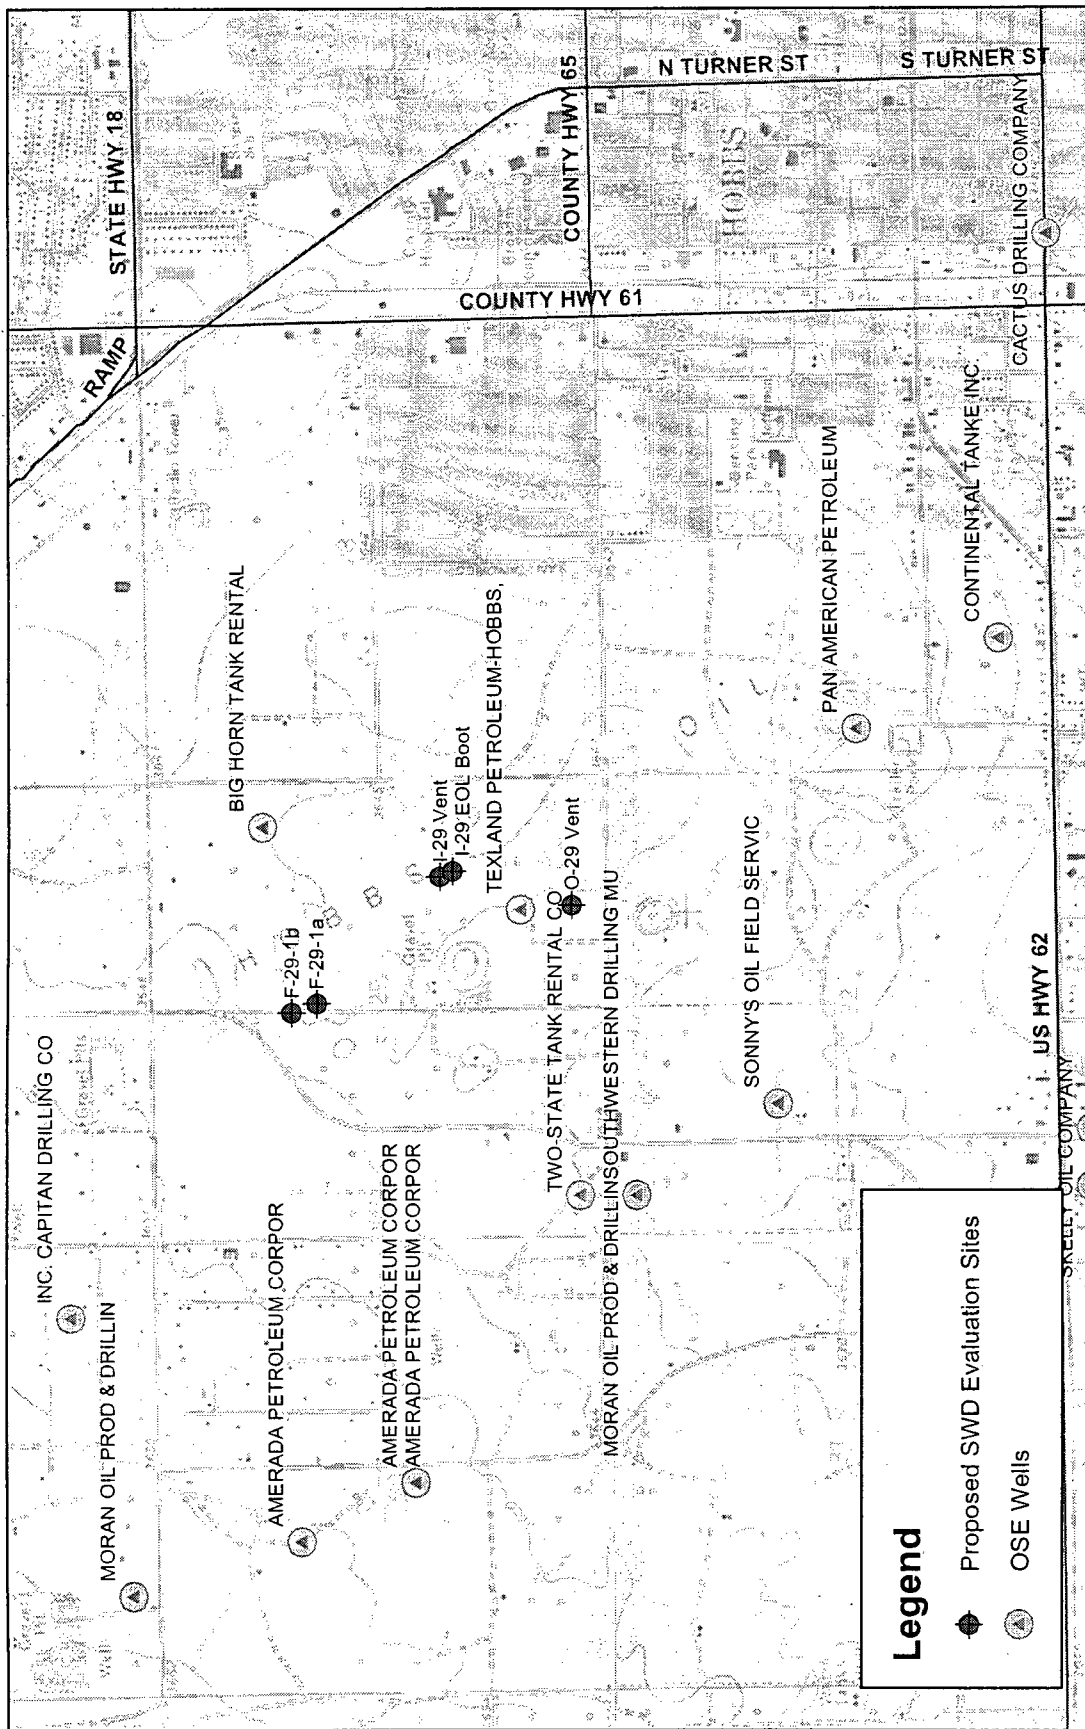 STATE HWY 18
RAMP
COUNTY HWY 65
N TURNER ST
S TURNER ST
COUNTY HWY 61
HOBBS
CACTUS DRILLING COMPANY
CONTINENTAL TANKE INC.
PAN AMERICAN PETROLEUM
BIG HORN TANK RENTAL
I-29 Vent
I-29 EOL Boot
TEXLAND PETROLEUM-HOBBS,
O-29 Vent
F-29-1b
F-29-1a
TWO-STATE TANK RENTAL CO
MORAN OIL PROD & DRILLINSOUTHWESTERN DRILLING MU
SONNY'S OIL FIELD SERVIC
US HWY 62
SKELLY OIL COMPANY
INC. CAPITAN DRILLING CO
MORAN OIL PROD & DRILLIN
AMERADA PETROLEUM CORPOR
AMERADA PETROLEUM CORPOR
AMERADA PETROLEUM CORPOR
Legend
Proposed SWD Evaluation Sites
OSE Wells